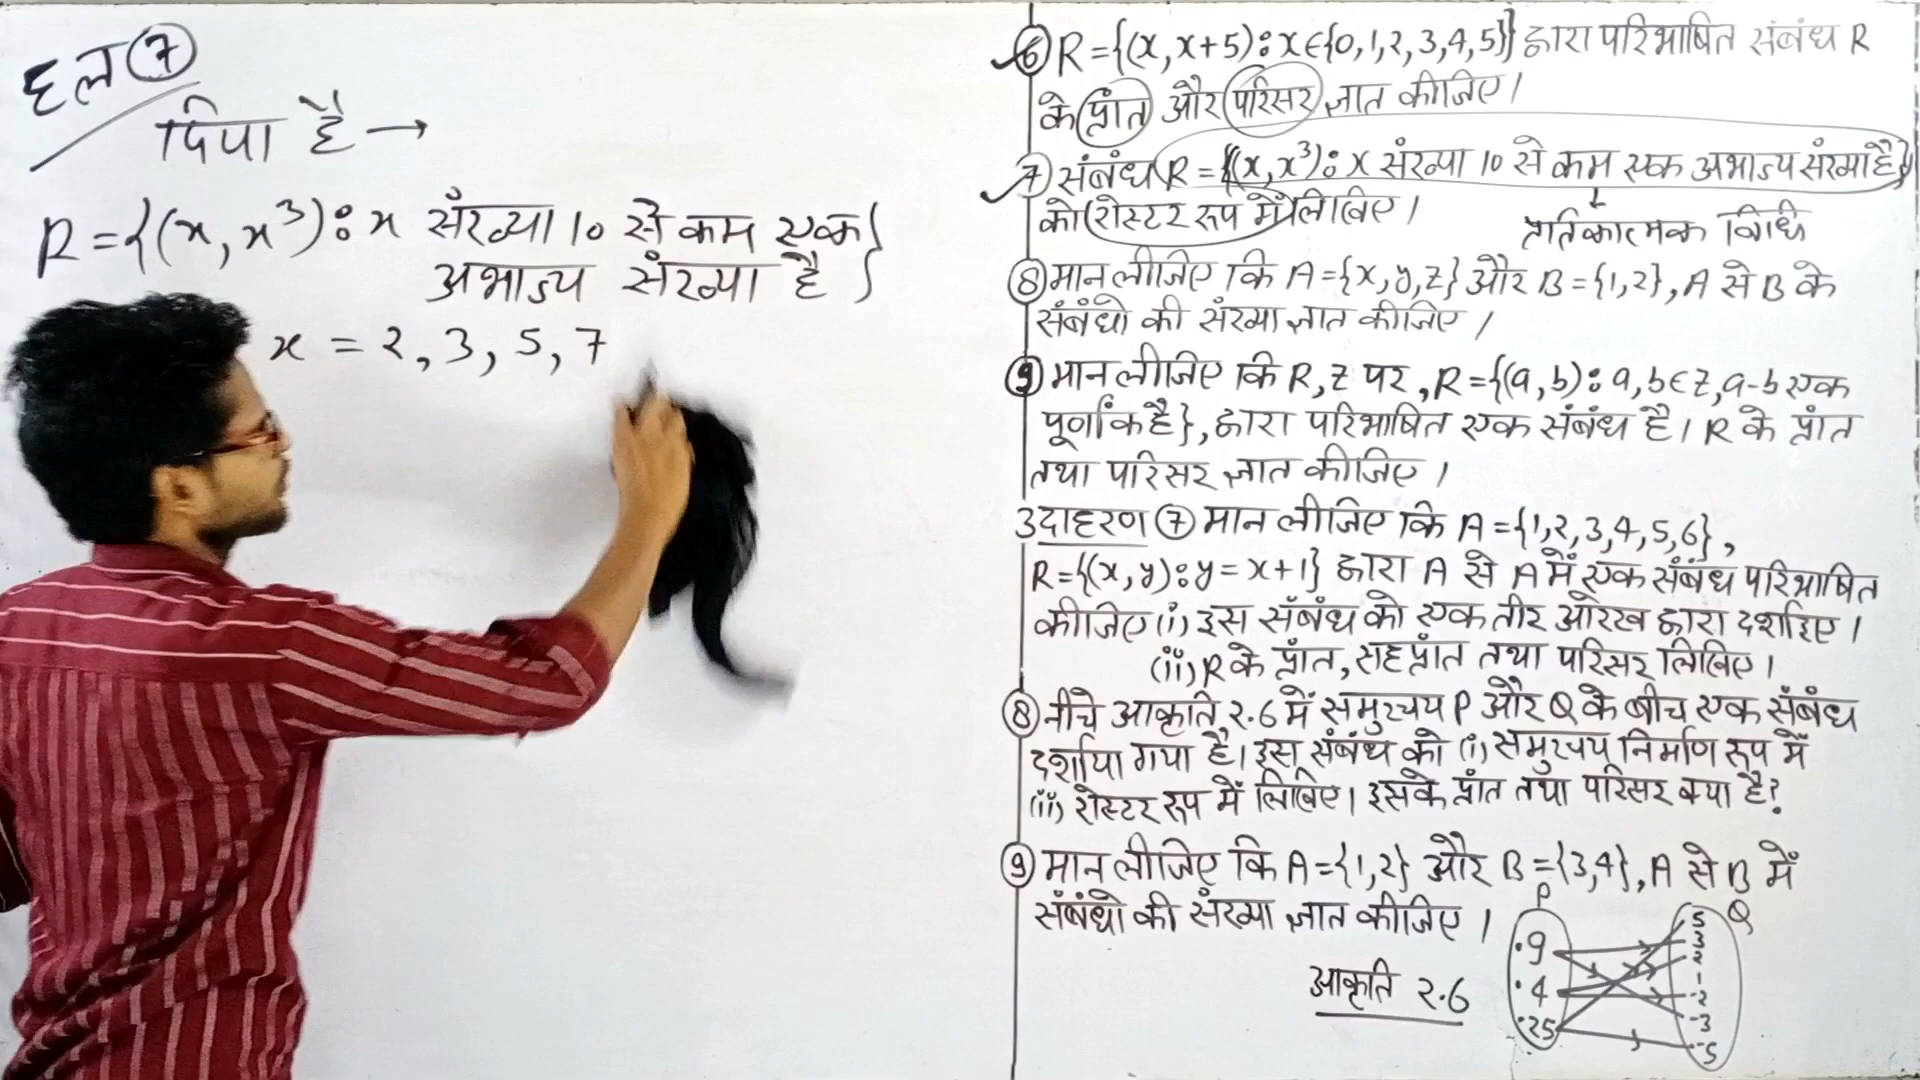 हल ⑦
दिया है →
R = {(x, x³) : x संख्या 10 से कम एक
अभाज्य संख्या है}
x = 2, 3, 5, 7
⑥ R = {(x, x+5) : x ∈ {0, 1, 2, 3, 4, 5}} द्वारा परिभाषित संबंध R
के प्रांत और परिसर ज्ञात कीजिए।
⑦ संबंध R = {(x, x³) : x संख्या 10 से कम एक अभाज्य संख्या है}
को रोस्टर रूप में लिखिए।
प्रतिकात्मक विधि
⑧ मान लीजिए कि A = {x, y, z} और B = {1, 2}, A से B के
संबंधो की संख्या ज्ञात कीजिए।
⑨ मान लीजिए कि R, Z पर, R = {(a, b) : a, b ∈ Z, a-b एक
पूर्णांक है}, द्वारा परिभाषित एक संबंध है। R के प्रांत
तथा परिसर ज्ञात कीजिए।
उदाहरण ⑦ मान लीजिए कि A = {1, 2, 3, 4, 5, 6},
R = {(x, y) : y = x+1} द्वारा A से A में एक संबंध परिभाषित
कीजिए (i) इस संबंध को एक तीर आरेख द्वारा दर्शाइए।
(ii) R के प्रांत, सहप्रांत तथा परिसर लिखिए।
⑧ नीचे आकृति 2.6 में समुच्चय P और Q के बीच एक संबंध
दर्शाया गया है। इस संबंध को (i) समुच्चय निर्माण रूप में
(ii) रोस्टर रूप में लिखिए। इसके प्रांत तथा परिसर क्या है?
⑨ मान लीजिए कि A = {1, 2} और B = {3, 4}, A से B में
संबंधो की संख्या ज्ञात कीजिए।
आकृति 2.6
P
.9
.4
.25
Q
5
3
2
1
-2
-3
-5